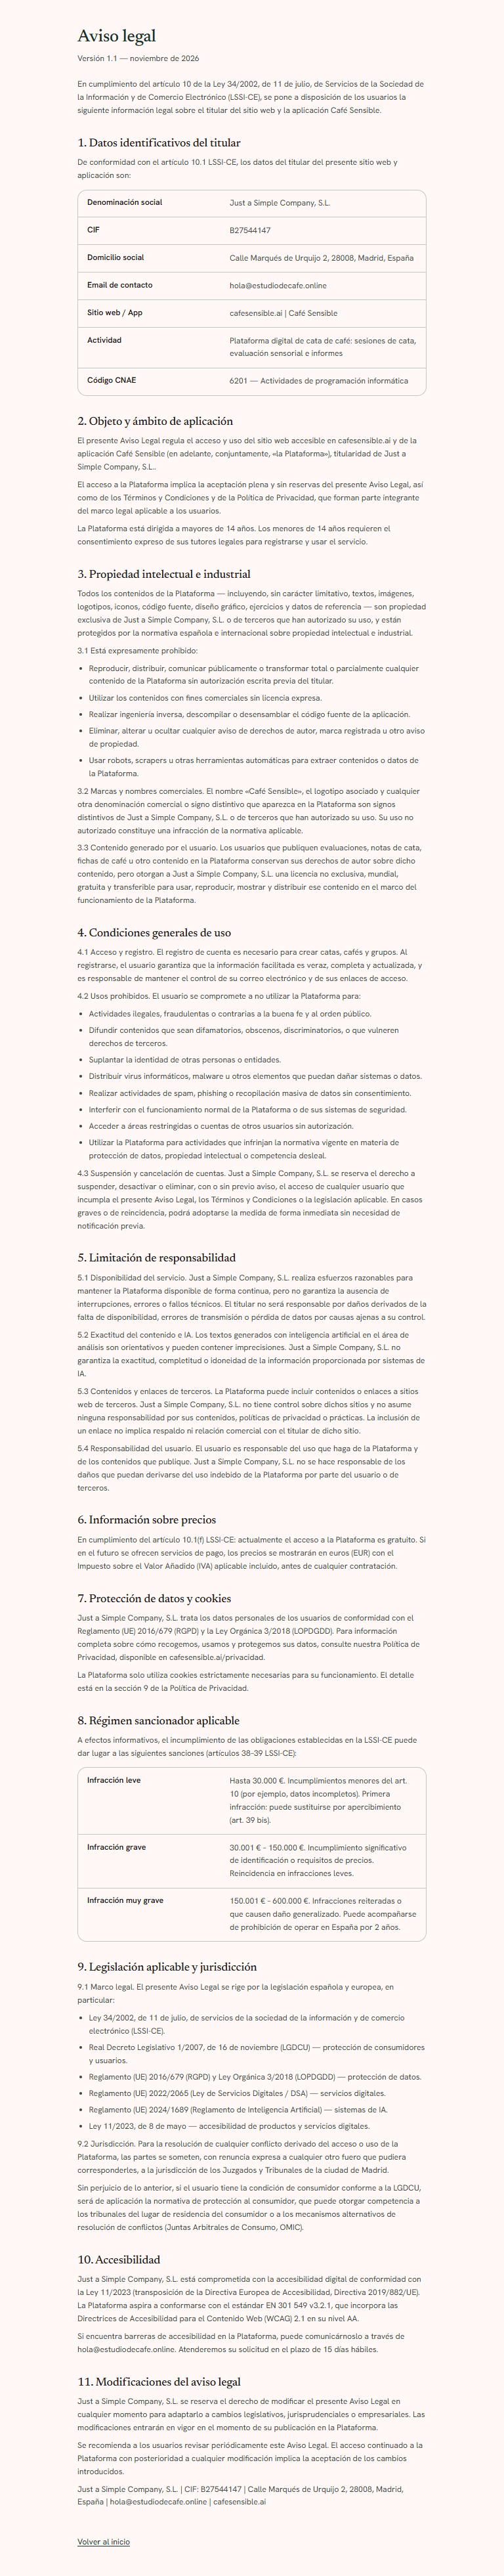 Aviso legal
Versión 1.1 — noviembre de 2026
En cumplimiento del artículo 10 de la Ley 34/2002, de 11 de julio, de Servicios de la Sociedad de
la Información y de Comercio Electrónico (LSSI-CE), se pone a disposición de los usuarios la
siguiente información legal sobre el titular del sitio web y la aplicación Café Sensible.
1. Datos identificativos del titular
De conformidad con el artículo 10.1 LSSI-CE, los datos del titular del presente sitio web y
aplicación son:
Denominación social Just a Simple Company, S.L.
CIF B27544147
Domicilio social Calle Marqués de Urquijo 2, 28008, Madrid, España
Email de contacto hola@estudiodecafe.online
Sitio web / App cafesensible.ai | Café Sensible
Actividad Plataforma digital de cata de café: sesiones de cata,
evaluación sensorial e informes
Código CNAE 6201 — Actividades de programación informática
2. Objeto y ámbito de aplicación
El presente Aviso Legal regula el acceso y uso del sitio web accesible en cafesensible.ai y de la
aplicación Café Sensible (en adelante, conjuntamente, «la Plataforma»), titularidad de Just a
Simple Company, S.L..
El acceso a la Plataforma implica la aceptación plena y sin reservas del presente Aviso Legal, así
como de los Términos y Condiciones y de la Política de Privacidad, que forman parte integrante
del marco legal aplicable a los usuarios.
La Plataforma está dirigida a mayores de 14 años. Los menores de 14 años requieren el
consentimiento expreso de sus tutores legales para registrarse y usar el servicio.
3. Propiedad intelectual e industrial
Todos los contenidos de la Plataforma — incluyendo, sin carácter limitativo, textos, imágenes,
logotipos, iconos, código fuente, diseño gráfico, ejercicios y datos de referencia — son propiedad
exclusiva de Just a Simple Company, S.L. o de terceros que han autorizado su uso, y están
protegidos por la normativa española e internacional sobre propiedad intelectual e industrial.
3.1 Está expresamente prohibido:
• Reproducir, distribuir, comunicar públicamente o transformar total o parcialmente cualquier
contenido de la Plataforma sin autorización escrita previa del titular.
• Utilizar los contenidos con fines comerciales sin licencia expresa.
• Realizar ingeniería inversa, descompilar o desensamblar el código fuente de la aplicación.
• Eliminar, alterar u ocultar cualquier aviso de derechos de autor, marca registrada u otro aviso
de propiedad.
• Usar robots, scrapers u otras herramientas automáticas para extraer contenidos o datos de
la Plataforma.
3.2 Marcas y nombres comerciales. El nombre «Café Sensible», el logotipo asociado y cualquier
otra denominación comercial o signo distintivo que aparezca en la Plataforma son signos
distintivos de Just a Simple Company, S.L. o de terceros que han autorizado su uso. Su uso no
autorizado constituye una infracción de la normativa aplicable.
3.3 Contenido generado por el usuario. Los usuarios que publiquen evaluaciones, notas de cata,
fichas de café u otro contenido en la Plataforma conservan sus derechos de autor sobre dicho
contenido, pero otorgan a Just a Simple Company, S.L. una licencia no exclusiva, mundial,
gratuita y transferible para usar, reproducir, mostrar y distribuir ese contenido en el marco del
funcionamiento de la Plataforma.
4. Condiciones generales de uso
4.1 Acceso y registro. El registro de cuenta es necesario para crear catas, cafés y grupos. Al
registrarse, el usuario garantiza que la información facilitada es veraz, completa y actualizada, y
es responsable de mantener el control de su correo electrónico y de sus enlaces de acceso.
4.2 Usos prohibidos. El usuario se compromete a no utilizar la Plataforma para:
• Actividades ilegales, fraudulentas o contrarias a la buena fe y al orden público.
• Difundir contenidos que sean difamatorios, obscenos, discriminatorios, o que vulneren
derechos de terceros.
• Suplantar la identidad de otras personas o entidades.
• Distribuir virus informáticos, malware u otros elementos que puedan dañar sistemas o datos.
• Realizar actividades de spam, phishing o recopilación masiva de datos sin consentimiento.
• Interferir con el funcionamiento normal de la Plataforma o de sus sistemas de seguridad.
• Acceder a áreas restringidas o cuentas de otros usuarios sin autorización.
• Utilizar la Plataforma para actividades que infrinjan la normativa vigente en materia de
protección de datos, propiedad intelectual o competencia desleal.
4.3 Suspensión y cancelación de cuentas. Just a Simple Company, S.L. se reserva el derecho a
suspender, desactivar o eliminar, con o sin previo aviso, el acceso de cualquier usuario que
incumpla el presente Aviso Legal, los Términos y Condiciones o la legislación aplicable. En casos
graves o de reincidencia, podrá adoptarse la medida de forma inmediata sin necesidad de
notificación previa.
5. Limitación de responsabilidad
5.1 Disponibilidad del servicio. Just a Simple Company, S.L. realiza esfuerzos razonables para
mantener la Plataforma disponible de forma continua, pero no garantiza la ausencia de
interrupciones, errores o fallos técnicos. El titular no será responsable por daños derivados de la
falta de disponibilidad, errores de transmisión o pérdida de datos por causas ajenas a su control.
5.2 Exactitud del contenido e IA. Los textos generados con inteligencia artificial en el área de
análisis son orientativos y pueden contener imprecisiones. Just a Simple Company, S.L. no
garantiza la exactitud, completitud o idoneidad de la información proporcionada por sistemas de
IA.
5.3 Contenidos y enlaces de terceros. La Plataforma puede incluir contenidos o enlaces a sitios
web de terceros. Just a Simple Company, S.L. no tiene control sobre dichos sitios y no asume
ninguna responsabilidad por sus contenidos, políticas de privacidad o prácticas. La inclusión de
un enlace no implica respaldo ni relación comercial con el titular de dicho sitio.
5.4 Responsabilidad del usuario. El usuario es responsable del uso que haga de la Plataforma y
de los contenidos que publique. Just a Simple Company, S.L. no se hace responsable de los
daños que puedan derivarse del uso indebido de la Plataforma por parte del usuario o de
terceros.
6. Información sobre precios
En cumplimiento del artículo 10.1(f) LSSI-CE: actualmente el acceso a la Plataforma es gratuito. Si
en el futuro se ofrecen servicios de pago, los precios se mostrarán en euros (EUR) con el
Impuesto sobre el Valor Añadido (IVA) aplicable incluido, antes de cualquier contratación.
7. Protección de datos y cookies
Just a Simple Company, S.L. trata los datos personales de los usuarios de conformidad con el
Reglamento (UE) 2016/679 (RGPD) y la Ley Orgánica 3/2018 (LOPDGDD). Para información
completa sobre cómo recogemos, usamos y protegemos sus datos, consulte nuestra Política de
Privacidad, disponible en cafesensible.ai/privacidad.
La Plataforma solo utiliza cookies estrictamente necesarias para su funcionamiento. El detalle
está en la sección 9 de la Política de Privacidad.
8. Régimen sancionador aplicable
A efectos informativos, el incumplimiento de las obligaciones establecidas en la LSSI-CE puede
dar lugar a las siguientes sanciones (artículos 38–39 LSSI-CE):
Infracción leve Hasta 30.000 €. Incumplimientos menores del art.
10 (por ejemplo, datos incompletos). Primera
infracción: puede sustituirse por apercibimiento
(art. 39 bis).
Infracción grave 30.001 € – 150.000 €. Incumplimiento significativo
de identificación o requisitos de precios.
Reincidencia en infracciones leves.
Infracción muy grave 150.001 € – 600.000 €. Infracciones reiteradas o
que causen daño generalizado. Puede acompañarse
de prohibición de operar en España por 2 años.
9. Legislación aplicable y jurisdicción
9.1 Marco legal. El presente Aviso Legal se rige por la legislación española y europea, en
particular:
• Ley 34/2002, de 11 de julio, de servicios de la sociedad de la información y de comercio
electrónico (LSSI-CE).
• Real Decreto Legislativo 1/2007, de 16 de noviembre (LGDCU) — protección de consumidores
y usuarios.
• Reglamento (UE) 2016/679 (RGPD) y Ley Orgánica 3/2018 (LOPDGDD) — protección de datos.
• Reglamento (UE) 2022/2065 (Ley de Servicios Digitales / DSA) — servicios digitales.
• Reglamento (UE) 2024/1689 (Reglamento de Inteligencia Artificial) — sistemas de IA.
• Ley 11/2023, de 8 de mayo — accesibilidad de productos y servicios digitales.
9.2 Jurisdicción. Para la resolución de cualquier conflicto derivado del acceso o uso de la
Plataforma, las partes se someten, con renuncia expresa a cualquier otro fuero que pudiera
corresponderles, a la jurisdicción de los Juzgados y Tribunales de la ciudad de Madrid.
Sin perjuicio de lo anterior, si el usuario tiene la condición de consumidor conforme a la LGDCU,
será de aplicación la normativa de protección al consumidor, que puede otorgar competencia a
los tribunales del lugar de residencia del consumidor o a los mecanismos alternativos de
resolución de conflictos (Juntas Arbitrales de Consumo, OMIC).
10. Accesibilidad
Just a Simple Company, S.L. está comprometida con la accesibilidad digital de conformidad con
la Ley 11/2023 (transposición de la Directiva Europea de Accesibilidad, Directiva 2019/882/UE).
La Plataforma aspira a conformarse con el estándar EN 301 549 v3.2.1, que incorpora las
Directrices de Accesibilidad para el Contenido Web (WCAG) 2.1 en su nivel AA.
Si encuentra barreras de accesibilidad en la Plataforma, puede comunicárnoslo a través de
hola@estudiodecafe.online. Atenderemos su solicitud en el plazo de 15 días hábiles.
11. Modificaciones del aviso legal
Just a Simple Company, S.L. se reserva el derecho de modificar el presente Aviso Legal en
cualquier momento para adaptarlo a cambios legislativos, jurisprudenciales o empresariales. Las
modificaciones entrarán en vigor en el momento de su publicación en la Plataforma.
Se recomienda a los usuarios revisar periódicamente este Aviso Legal. El acceso continuado a la
Plataforma con posterioridad a cualquier modificación implica la aceptación de los cambios
introducidos.
Just a Simple Company, S.L. | CIF: B27544147 | Calle Marqués de Urquijo 2, 28008, Madrid,
España | hola@estudiodecafe.online | cafesensible.ai
Volver al inicio